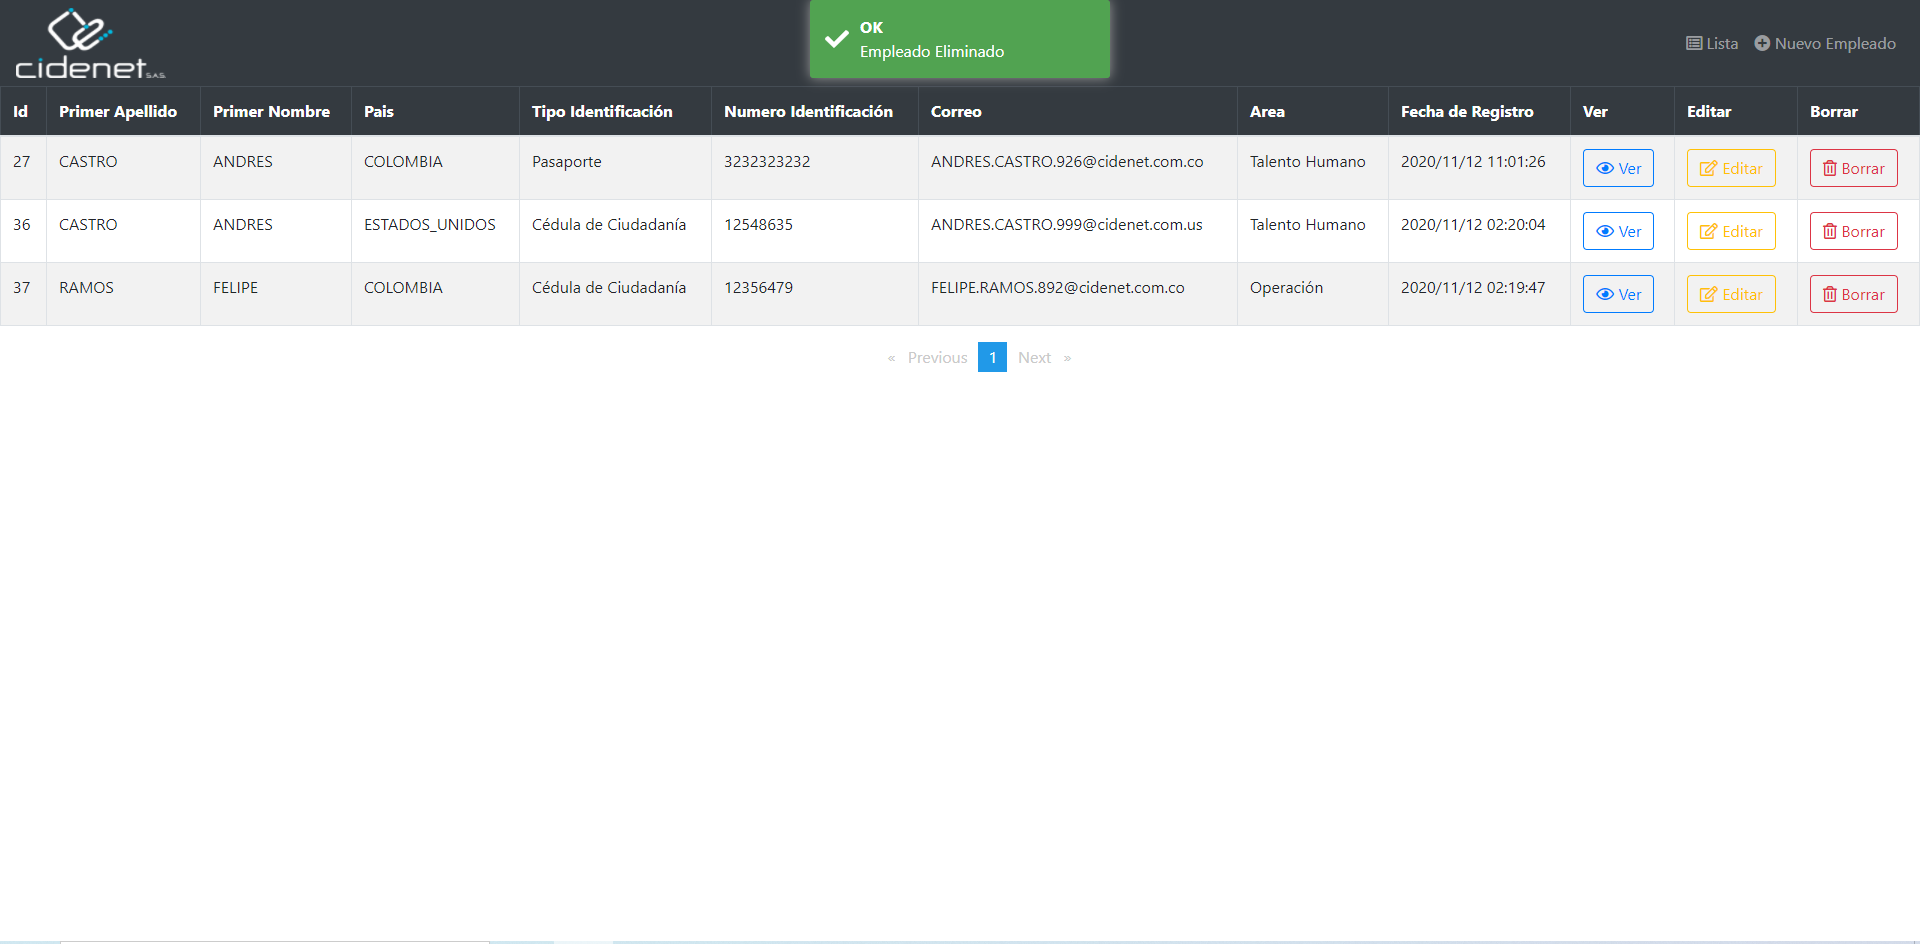 cidenet S.A.S.
OK
Empleado Eliminado
Lista Nuevo Empleado
Id Primer Apellido Primer Nombre Pais Tipo Identificación Numero Identificación Correo Area Fecha de Registro Ver Editar Borrar
27 CASTRO ANDRES COLOMBIA Pasaporte 3232323232 ANDRES.CASTRO.926@cidenet.com.co Talento Humano 2020/11/12 11:01:26 Ver Editar Borrar
36 CASTRO ANDRES ESTADOS_UNIDOS Cédula de Ciudadanía 12548635 ANDRES.CASTRO.999@cidenet.com.us Talento Humano 2020/11/12 02:20:04 Ver Editar Borrar
37 RAMOS FELIPE COLOMBIA Cédula de Ciudadanía 12356479 FELIPE.RAMOS.892@cidenet.com.co Operación 2020/11/12 02:19:47 Ver Editar Borrar
« Previous 1 Next »